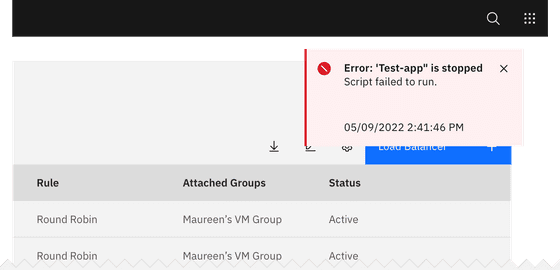 Error: 'Test-app" is stopped
Script failed to run.
05/09/2022 2:41:46 PM
Load Balancer
Rule Attached Groups Status
Round Robin Maureen's VM Group Active
Round Robin Maureen's VM Group Active